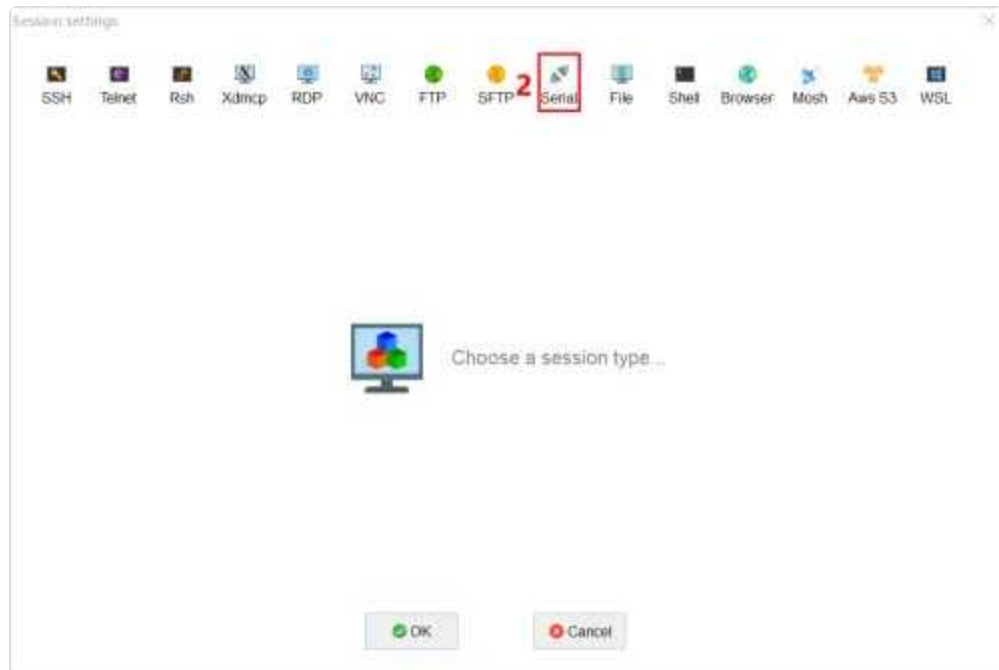 Session settings
SSH Telnet Rsh Xdmcp RDP VNC FTP SFTP 2 Serial File Shell Browser Mosh Aws S3 WSL
Choose a session type...
OK Cancel